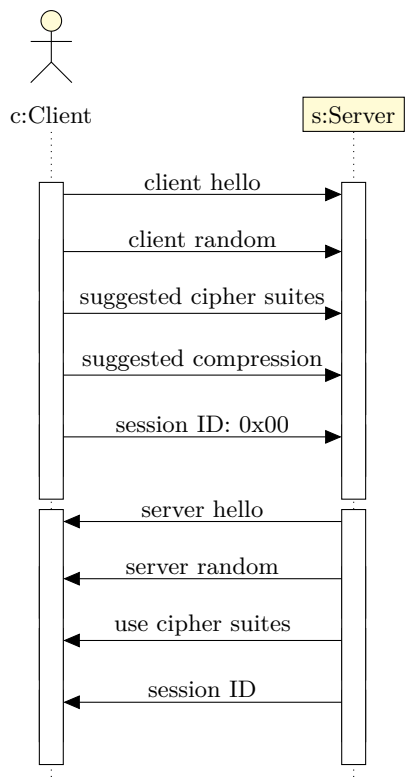 c:Client
s:Server
client hello
client random
suggested cipher suites
suggested compression
session ID: 0x00
server hello
server random
use cipher suites
session ID